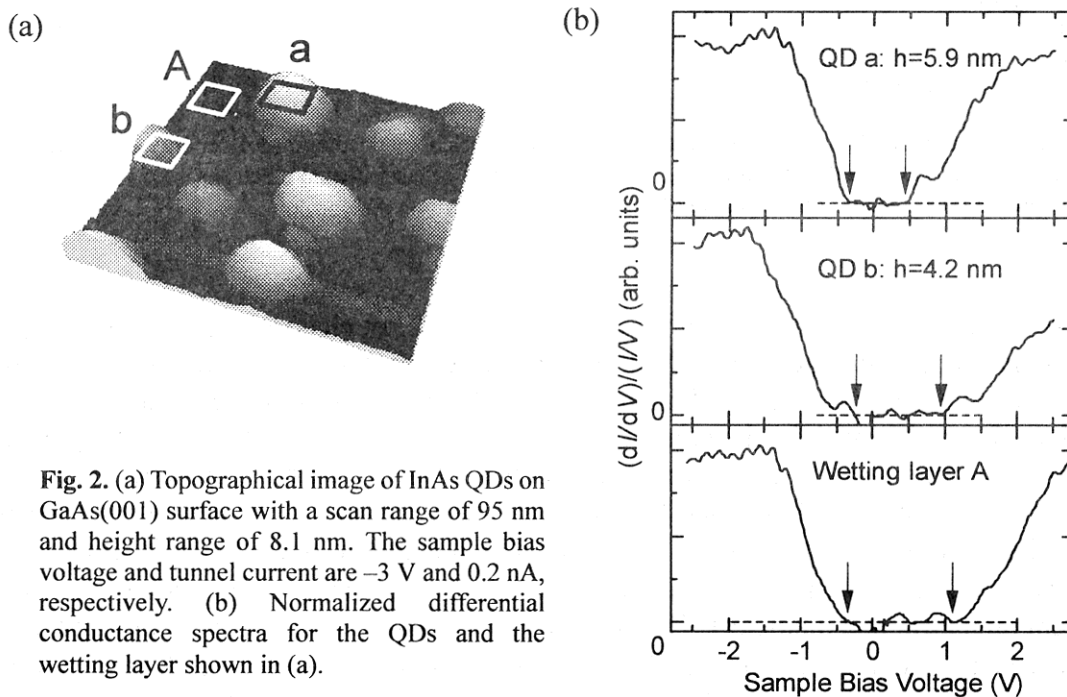 (a)
A
a
b
Fig. 2. (a) Topographical image of InAs QDs on
GaAs(001) surface with a scan range of 95 nm
and height range of 8.1 nm. The sample bias
voltage and tunnel current are –3 V and 0.2 nA,
respectively. (b) Normalized differential
conductance spectra for the QDs and the
wetting layer shown in (a).
(b)
QD a: h=5.9 nm
0
QD b: h=4.2 nm
0
Wetting layer A
0
(dI/dV)/(I/V) (arb. units)
-2 -1 0 1 2
Sample Bias Voltage (V)